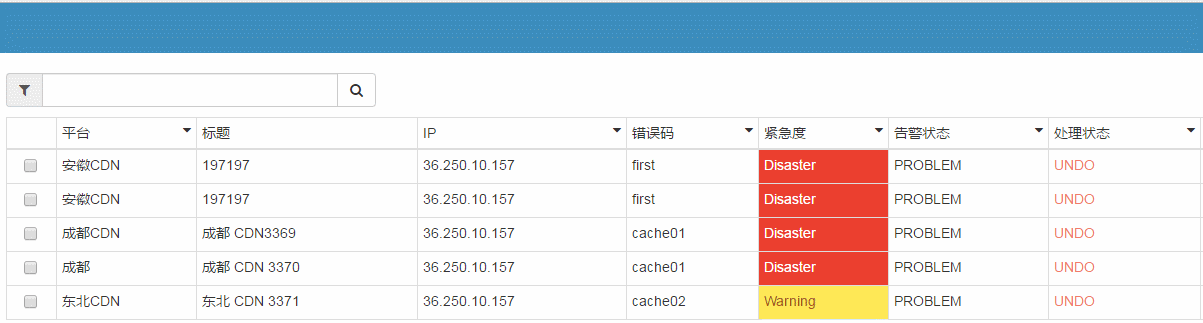 平台 标题 IP 错误码 紧急度 告警状态 处理状态
安徽CDN 197197 36.250.10.157 first Disaster PROBLEM UNDO
安徽CDN 197197 36.250.10.157 first Disaster PROBLEM UNDO
成都CDN 成都 CDN3369 36.250.10.157 cache01 Disaster PROBLEM UNDO
成都 成都 CDN 3370 36.250.10.157 cache01 Disaster PROBLEM UNDO
东北CDN 东北 CDN 3371 36.250.10.157 cache02 Warning PROBLEM UNDO